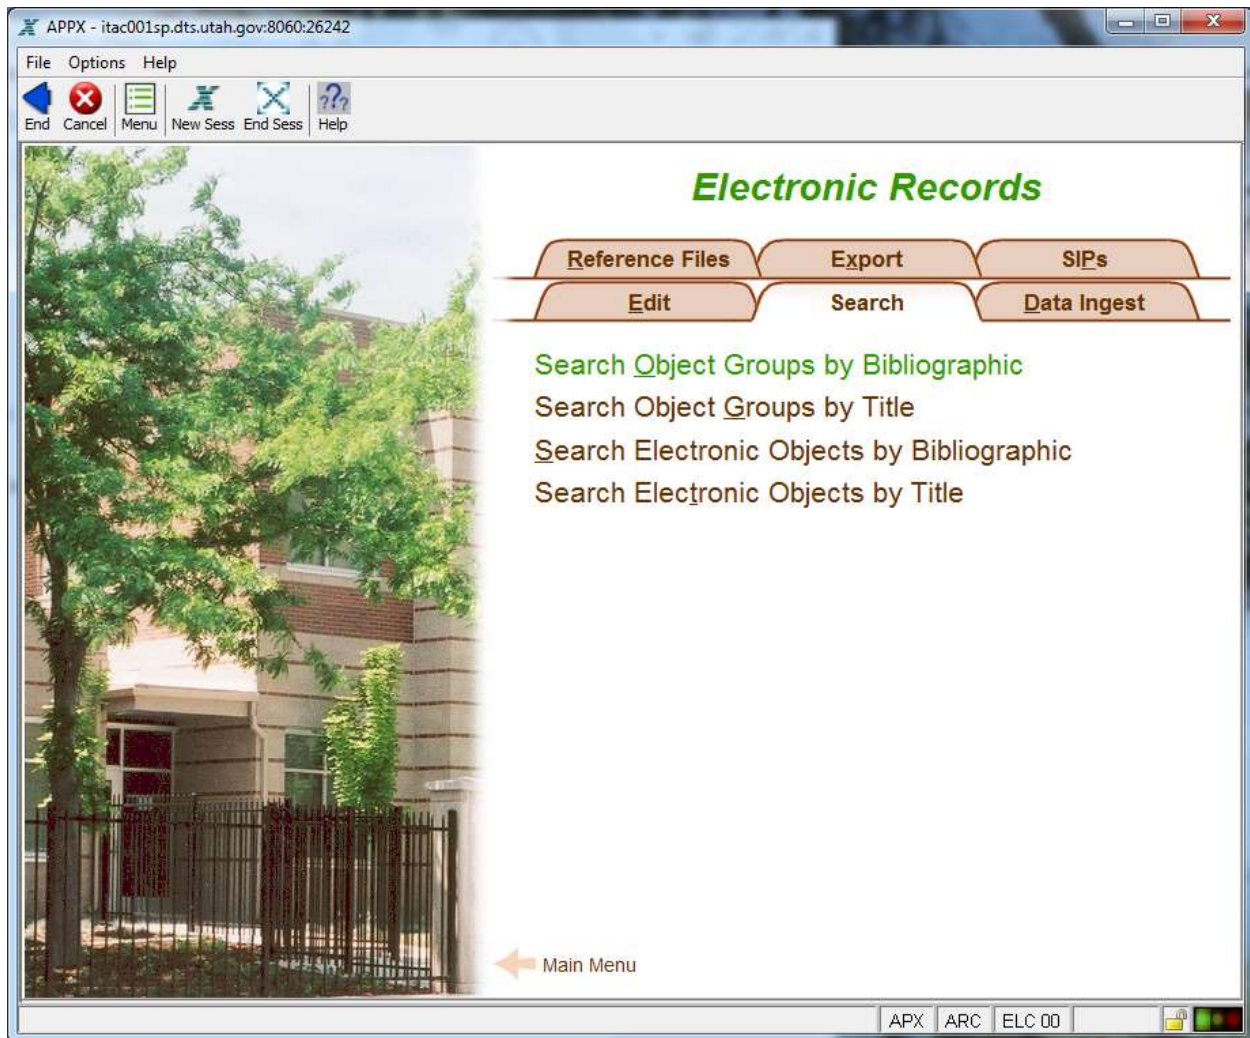 APPX - itac001sp.dts.utah.gov:8060:26242
File Options Help
End Cancel Menu New Sess End Sess Help
???
Electronic Records
Reference Files Export SIPs
Edit Search Data Ingest
Search Object Groups by Bibliographic
Search Object Groups by Title
Search Electronic Objects by Bibliographic
Search Electronic Objects by Title
Main Menu
APX ARC ELC 00